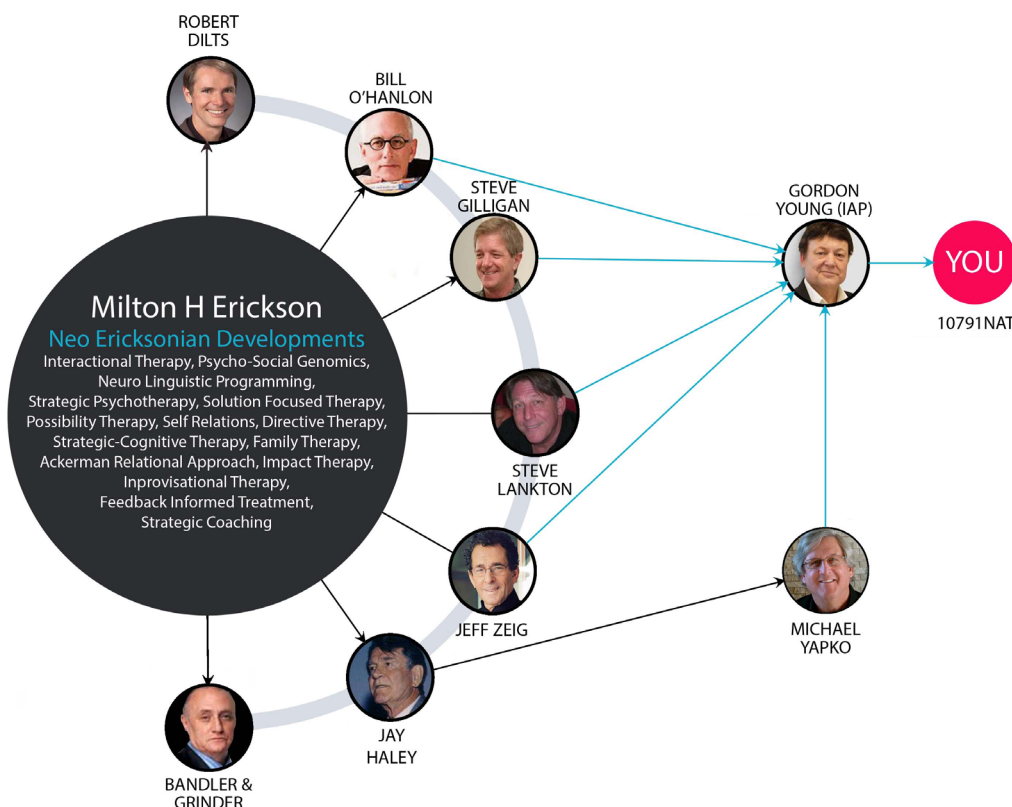 ROBERT
DILTS
BILL
O'HANLON
STEVE
GILLIGAN
GORDON
YOUNG (IAP)
YOU
10791NAT
Milton H Erickson
Neo Ericksonian Developments
Interactional Therapy, Psycho-Social Genomics,
Neuro Linguistic Programming,
Strategic Psychotherapy, Solution Focused Therapy,
Possibility Therapy, Self Relations, Directive Therapy,
Strategic-Cognitive Therapy, Family Therapy,
Ackerman Relational Approach, Impact Therapy,
Inprovisational Therapy,
Feedback Informed Treatment,
Strategic Coaching
STEVE
LANKTON
JEFF ZEIG
MICHAEL
YAPKO
JAY
HALEY
BANDLER &
GRINDER